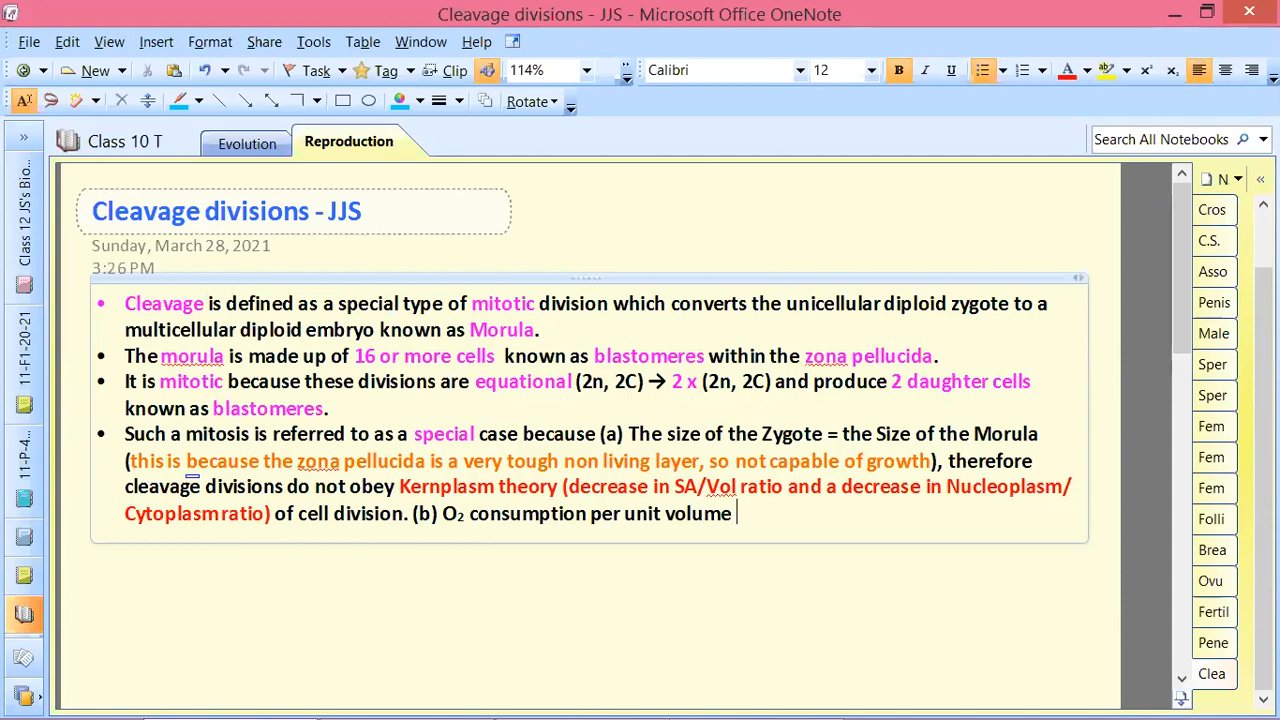 Cleavage divisions - JJS - Microsoft Office OneNote
File Edit View Insert Format Share Tools Table Window Help
New Task Tag Clip 114% Calibri 12 B I U
Rotate
Class 10 T Evolution Reproduction Search All Notebooks
Cleavage divisions - JJS
Sunday, March 28, 2021
3:26 PM
• Cleavage is defined as a special type of mitotic division which converts the unicellular diploid zygote to a
multicellular diploid embryo known as Morula.
• The morula is made up of 16 or more cells known as blastomeres within the zona pellucida.
• It is mitotic because these divisions are equational (2n, 2C) → 2 x (2n, 2C) and produce 2 daughter cells
known as blastomeres.
• Such a mitosis is referred to as a special case because (a) The size of the Zygote = the Size of the Morula
(this is because the zona pellucida is a very tough non living layer, so not capable of growth), therefore
cleavage divisions do not obey Kernplasm theory (decrease in SA/Vol ratio and a decrease in Nucleoplasm/
Cytoplasm ratio) of cell division. (b) O₂ consumption per unit volume
Class 12 JS's Bio...
11-F1-20-21
11-P-4...
N
Cros
C.S.
Asso
Penis
Male
Sper
Sper
Fem
Fem
Fem
Folli
Brea
Ovu
Fertil
Pene
Clea